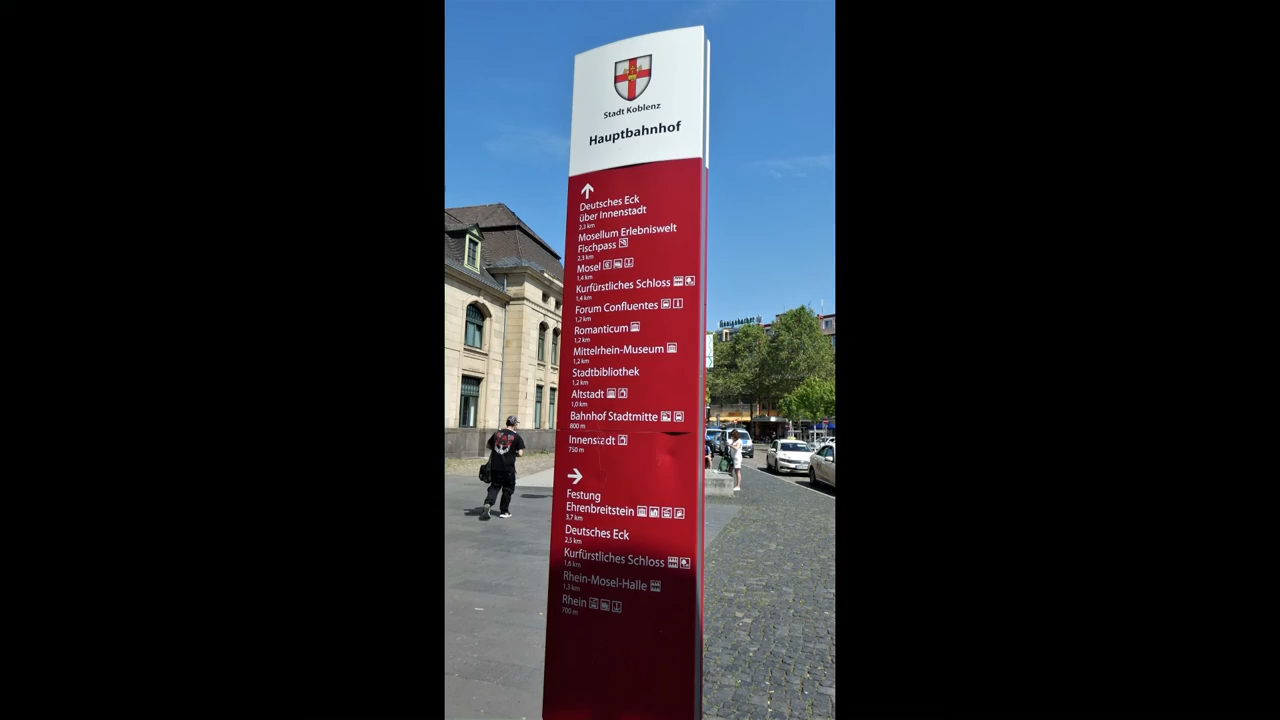 Stadt Koblenz
Hauptbahnhof
Deutsches Eck
über Innenstadt
2,3 km
Mosellum Erlebniswelt
Fischpass
2,3 km
Mosel
1,4 km
Kurfürstliches Schloss
1,4 km
Forum Confluentes
1,2 km
Romanticum
1,2 km
Mittelrhein-Museum
1,2 km
Stadtbibliothek
1,2 km
Altstadt
1,0 km
Bahnhof Stadtmitte
800 m
Innenstadt
750 m
Festung
Ehrenbreitstein
3,7 km
Deutsches Eck
2,5 km
Kurfürstliches Schloss
1,6 km
Rhein-Mosel-Halle
1,3 km
Rhein
700 m